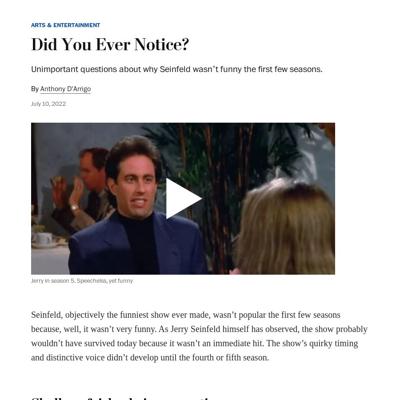 ARTS & ENTERTAINMENT
Did You Ever Notice?
Unimportant questions about why Seinfeld wasn't funny the first few seasons.
By Anthony D'Arrigo
July 10, 2022
Jerry in season 5. Speechless, yet funny
Seinfeld, objectively the funniest show ever made, wasn't popular the first few seasons
because, well, it wasn't very funny. As Jerry Seinfeld himself has observed, the show probably
wouldn't have survived today because it wasn't an immediate hit. The show's quirky timing
and distinctive voice didn't develop until the fourth or fifth season.